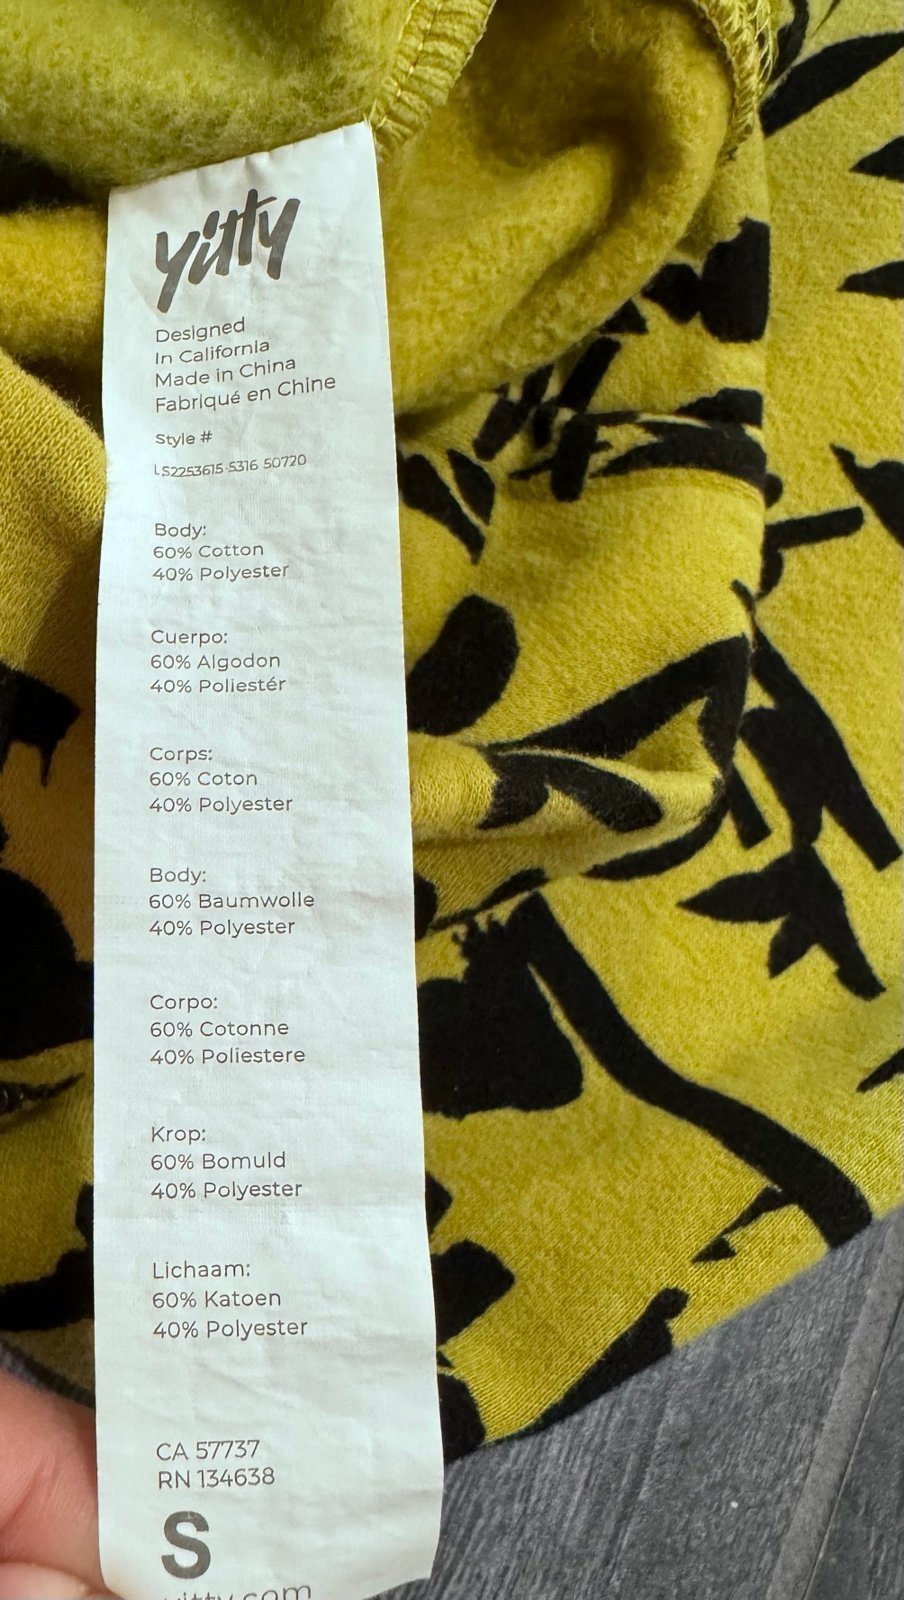 yitty
Designed
In California
Made in China
Fabriqué en Chine
Style #
LS2253615 5316 50720
Body:
60% Cotton
40% Polyester
Cuerpo:
60% Algodon
40% Poliestér
Corps:
60% Coton
40% Polyester
Body:
60% Baumwolle
40% Polyester
Corpo:
60% Cotonne
40% Poliestere
Krop:
60% Bomuld
40% Polyester
Lichaam:
60% Katoen
40% Polyester
CA 57737
RN 134638
S
yitty.com